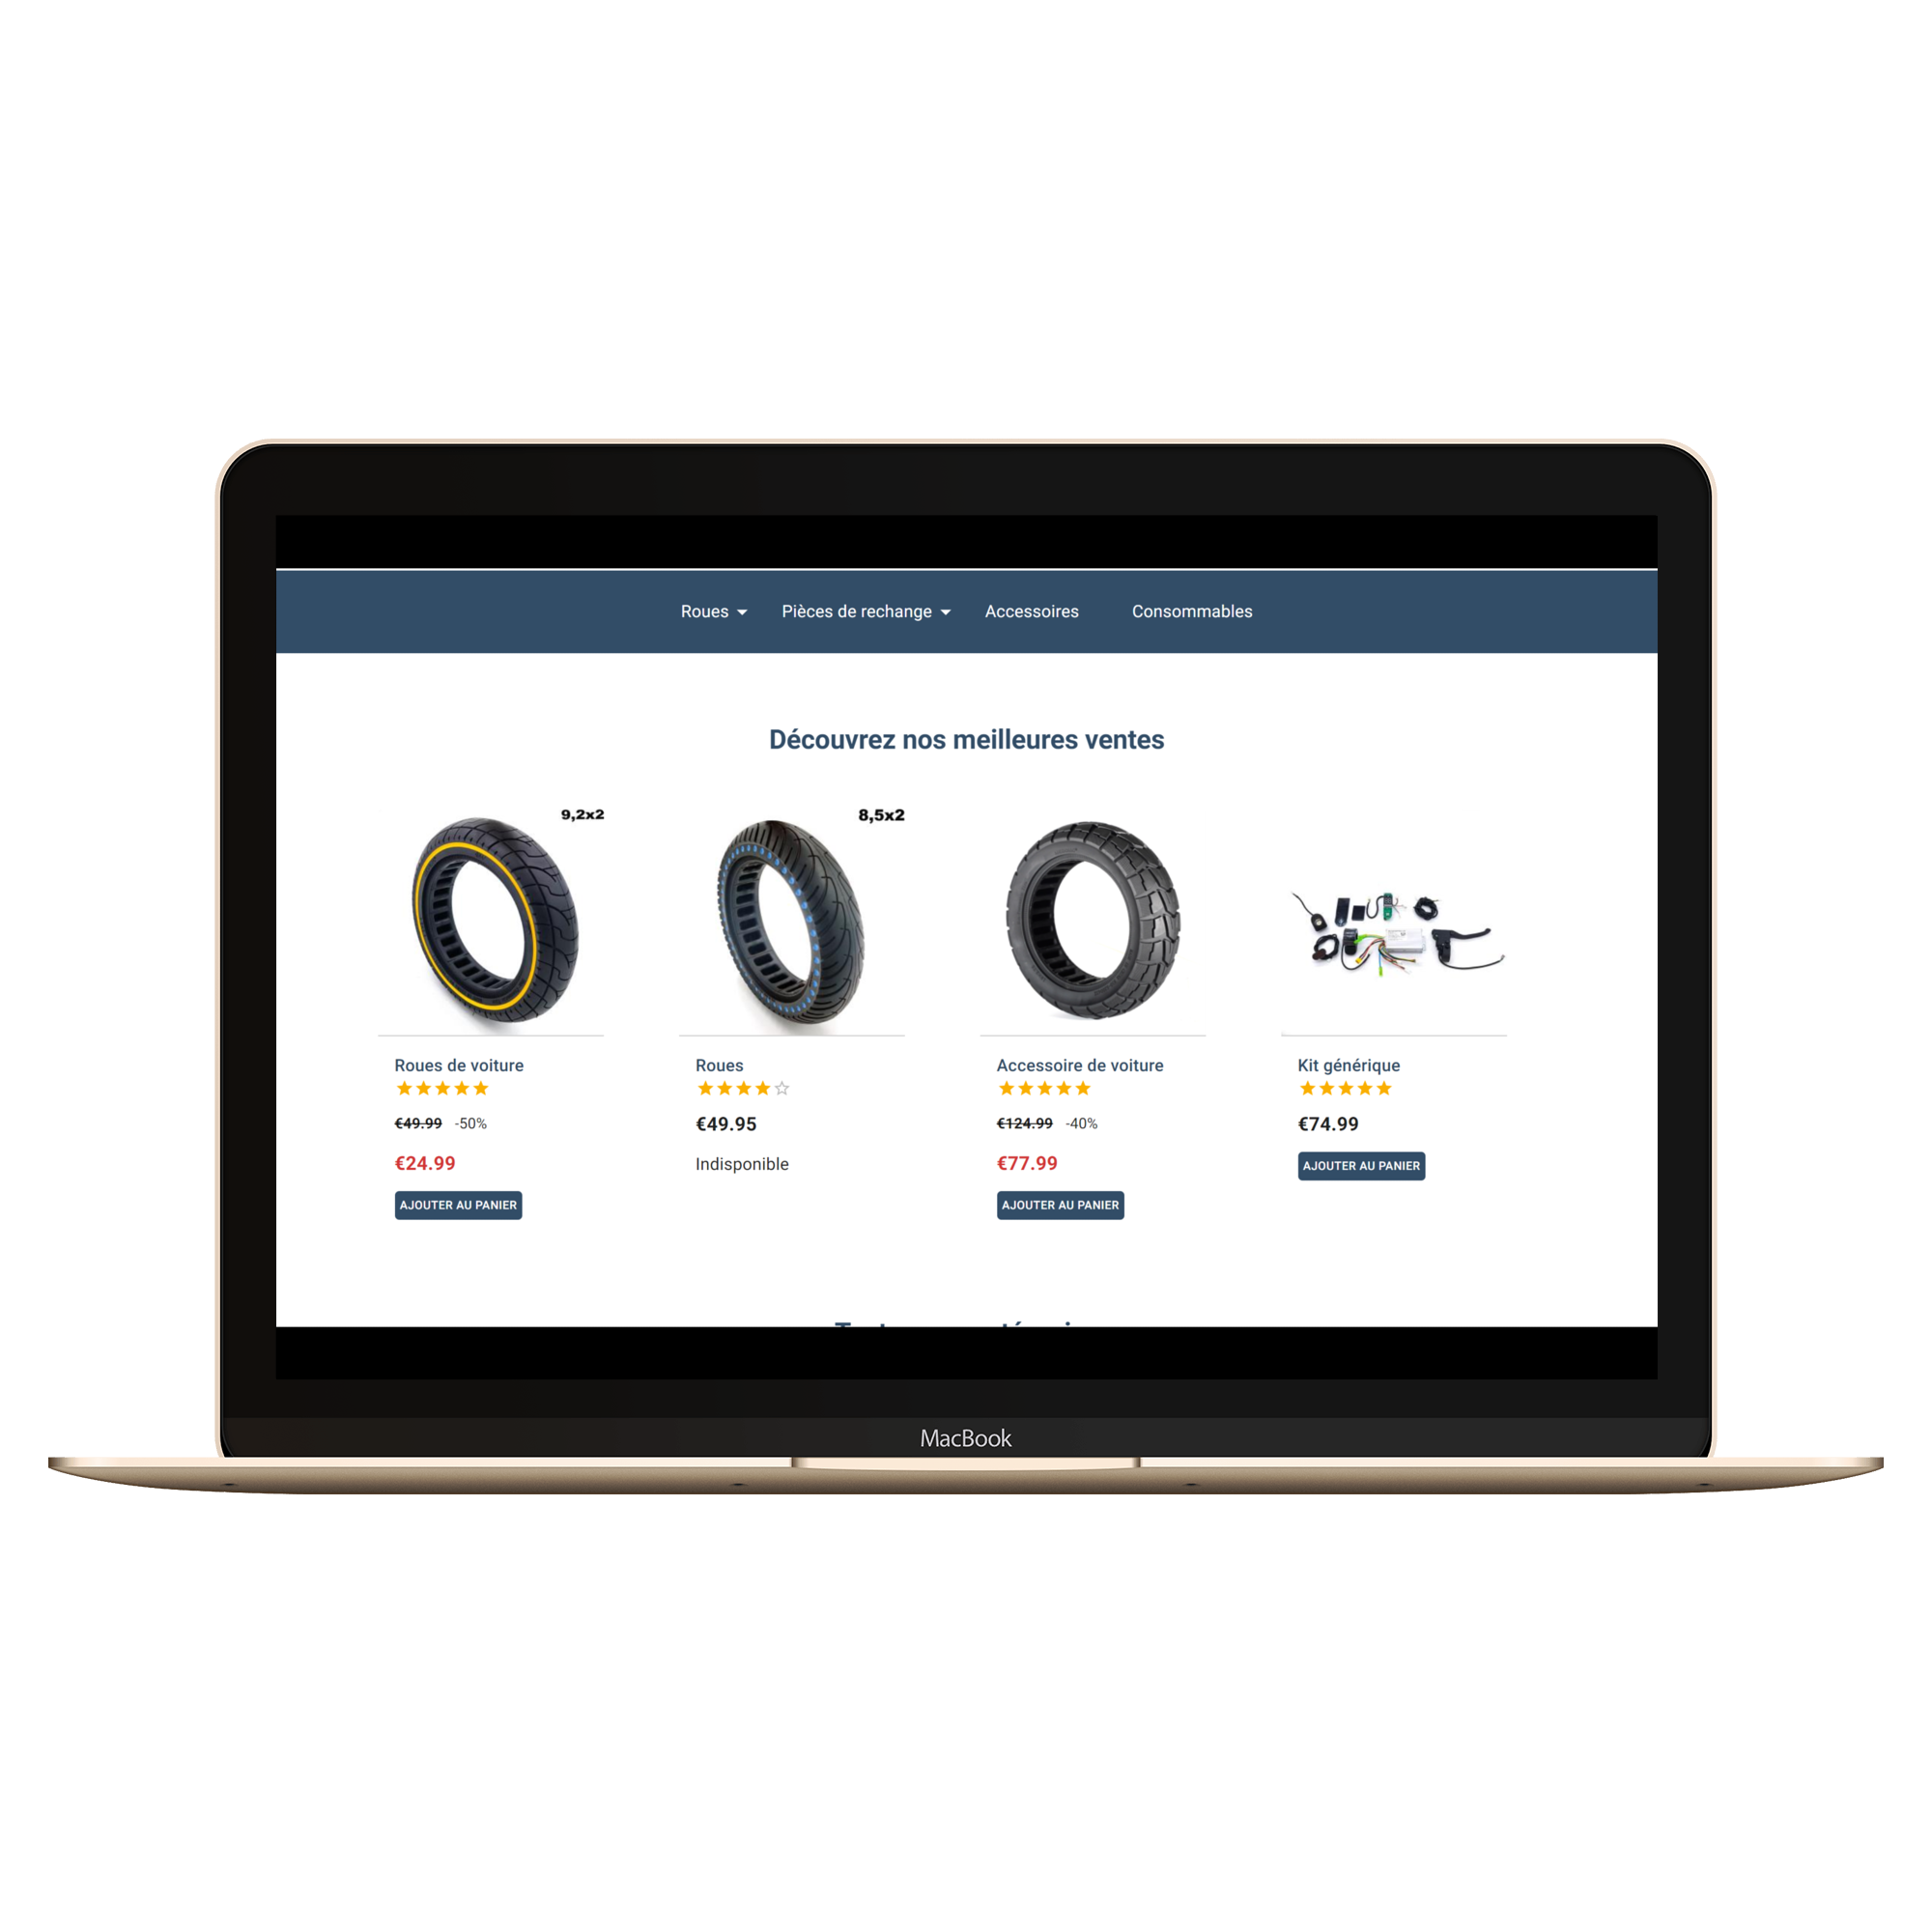 Roues Pièces de rechange Accessoires Consommables
Découvrez nos meilleures ventes
9,2x2
8,5x2
Roues de voiture
€49.99 -50%
€24.99
AJOUTER AU PANIER
Roues
€49.95
Indisponible
Accessoire de voiture
€124.99 -40%
€77.99
AJOUTER AU PANIER
Kit générique
€74.99
AJOUTER AU PANIER
MacBook